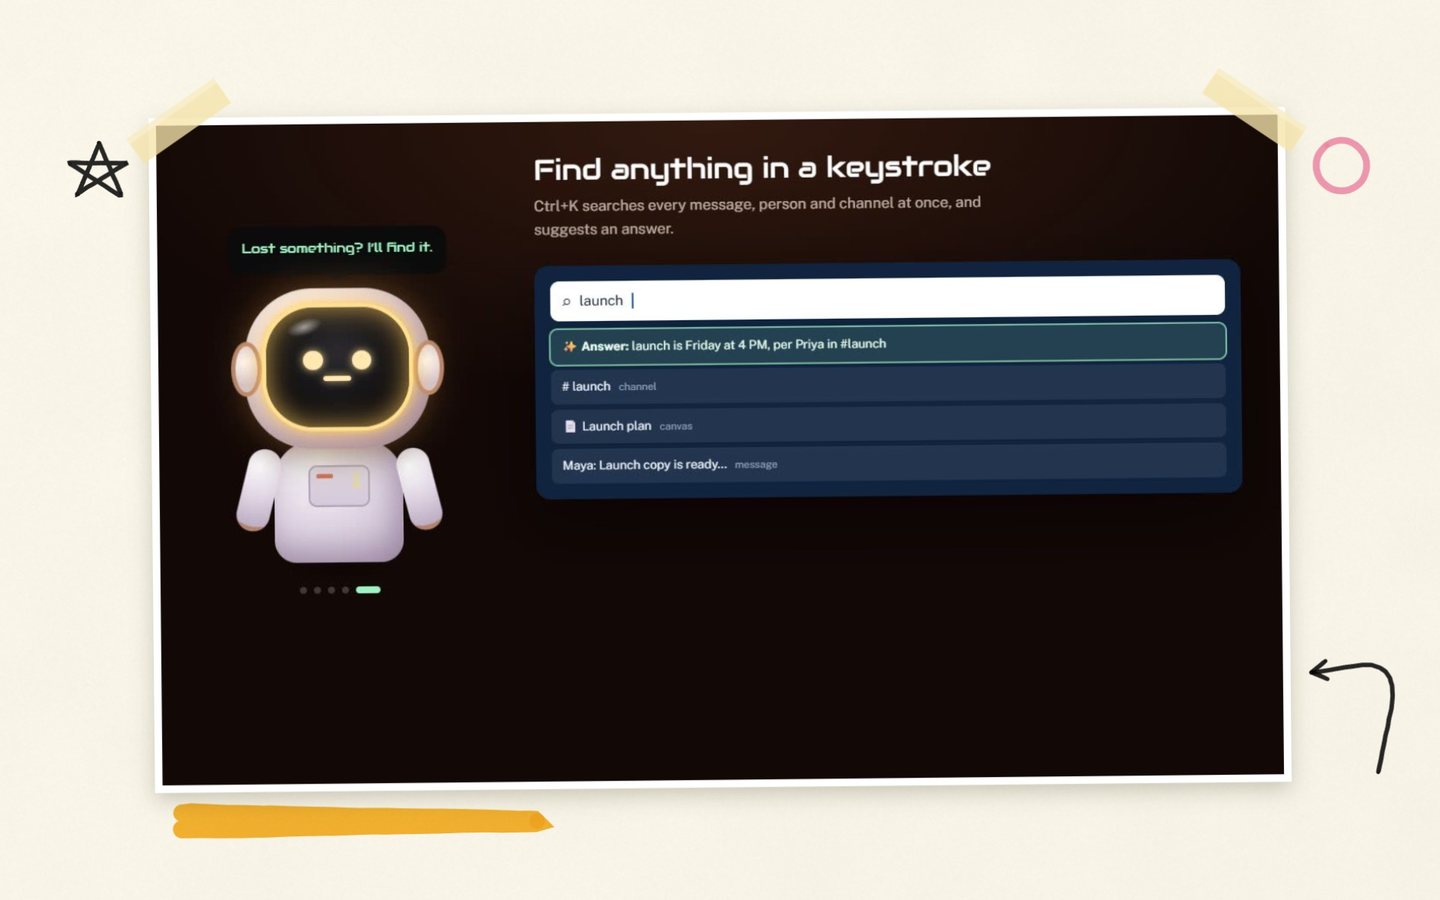 Find anything in a keystroke
Ctrl+K searches every message, person and channel at once, and
suggests an answer.
Lost something? I'll find it.
launch
✨ Answer: launch is Friday at 4 PM, per Priya in #launch
# launch channel
Launch plan canvas
Maya: Launch copy is ready... message